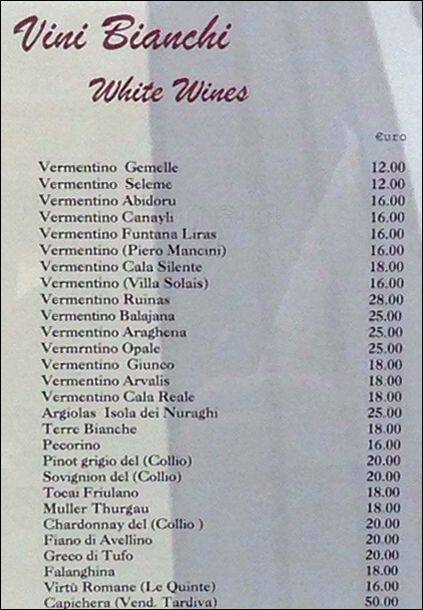 Vini Bianchi
White Wines
€uro
Vermentino Gemelle 12.00
Vermentino Seleme 12.00
Vermentino Abidoru 16.00
Vermentino Canayli 16.00
Vermentino Funtana Liras 16.00
Vermentino (Piero Mancini) 16.00
Vermentino Cala Silente 18.00
Vermentino (Villa Solais) 16.00
Vermentino Ruinas 28.00
Vermentino Balajana 25.00
Vermentino Araghena 25.00
Vermrntino Opale 25.00
Vermentino Giunco 18.00
Vermentino Arvalis 18.00
Vermentino Cala Reale 18.00
Argiolas Isola dei Nuraghi 25.00
Terre Bianche 18.00
Pecorino 16.00
Pinot grigio del (Collio) 20.00
Sovignion del (Collio) 20.00
Tocai Friulano 18.00
Muller Thurgau 18.00
Chardonnay del (Collio ) 20.00
Fiano di Avellino 20.00
Greco di Tufo 20.00
Falanghina 18.00
Virtù Romane (Le Quinte) 16.00
Capichera (Vend. Tardiva) 50.00